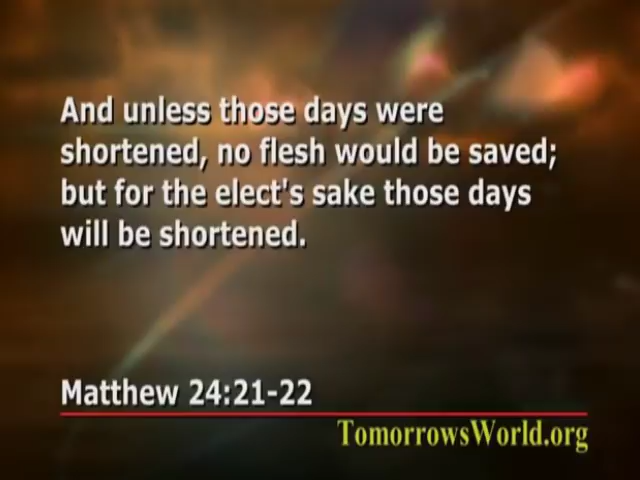 And unless those days were
shortened, no flesh would be saved;
but for the elect's sake those days
will be shortened.
Matthew 24:21-22
TomorrowsWorld.org